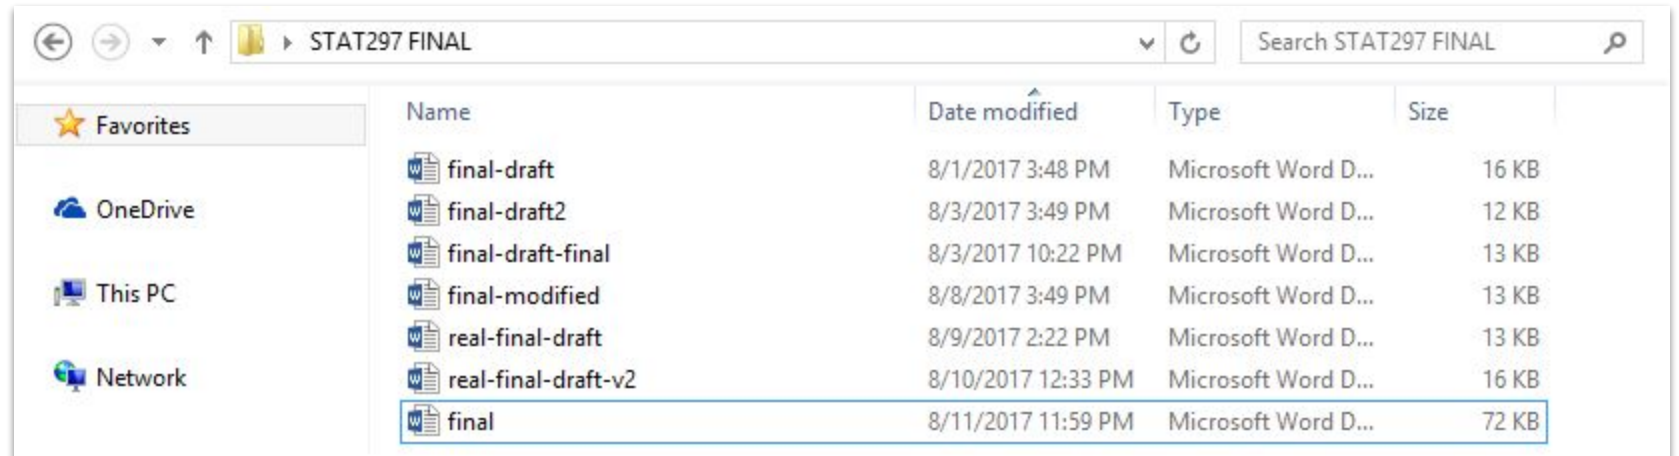 STAT297 FINAL Search STAT297 FINAL
Favorites Name Date modified Type Size
final-draft 8/1/2017 3:48 PM Microsoft Word D... 16 KB
OneDrive final-draft2 8/3/2017 3:49 PM Microsoft Word D... 12 KB
final-draft-final 8/3/2017 10:22 PM Microsoft Word D... 13 KB
This PC final-modified 8/8/2017 3:49 PM Microsoft Word D... 13 KB
real-final-draft 8/9/2017 2:22 PM Microsoft Word D... 13 KB
Network real-final-draft-v2 8/10/2017 12:33 PM Microsoft Word D... 16 KB
final 8/11/2017 11:59 PM Microsoft Word D... 72 KB